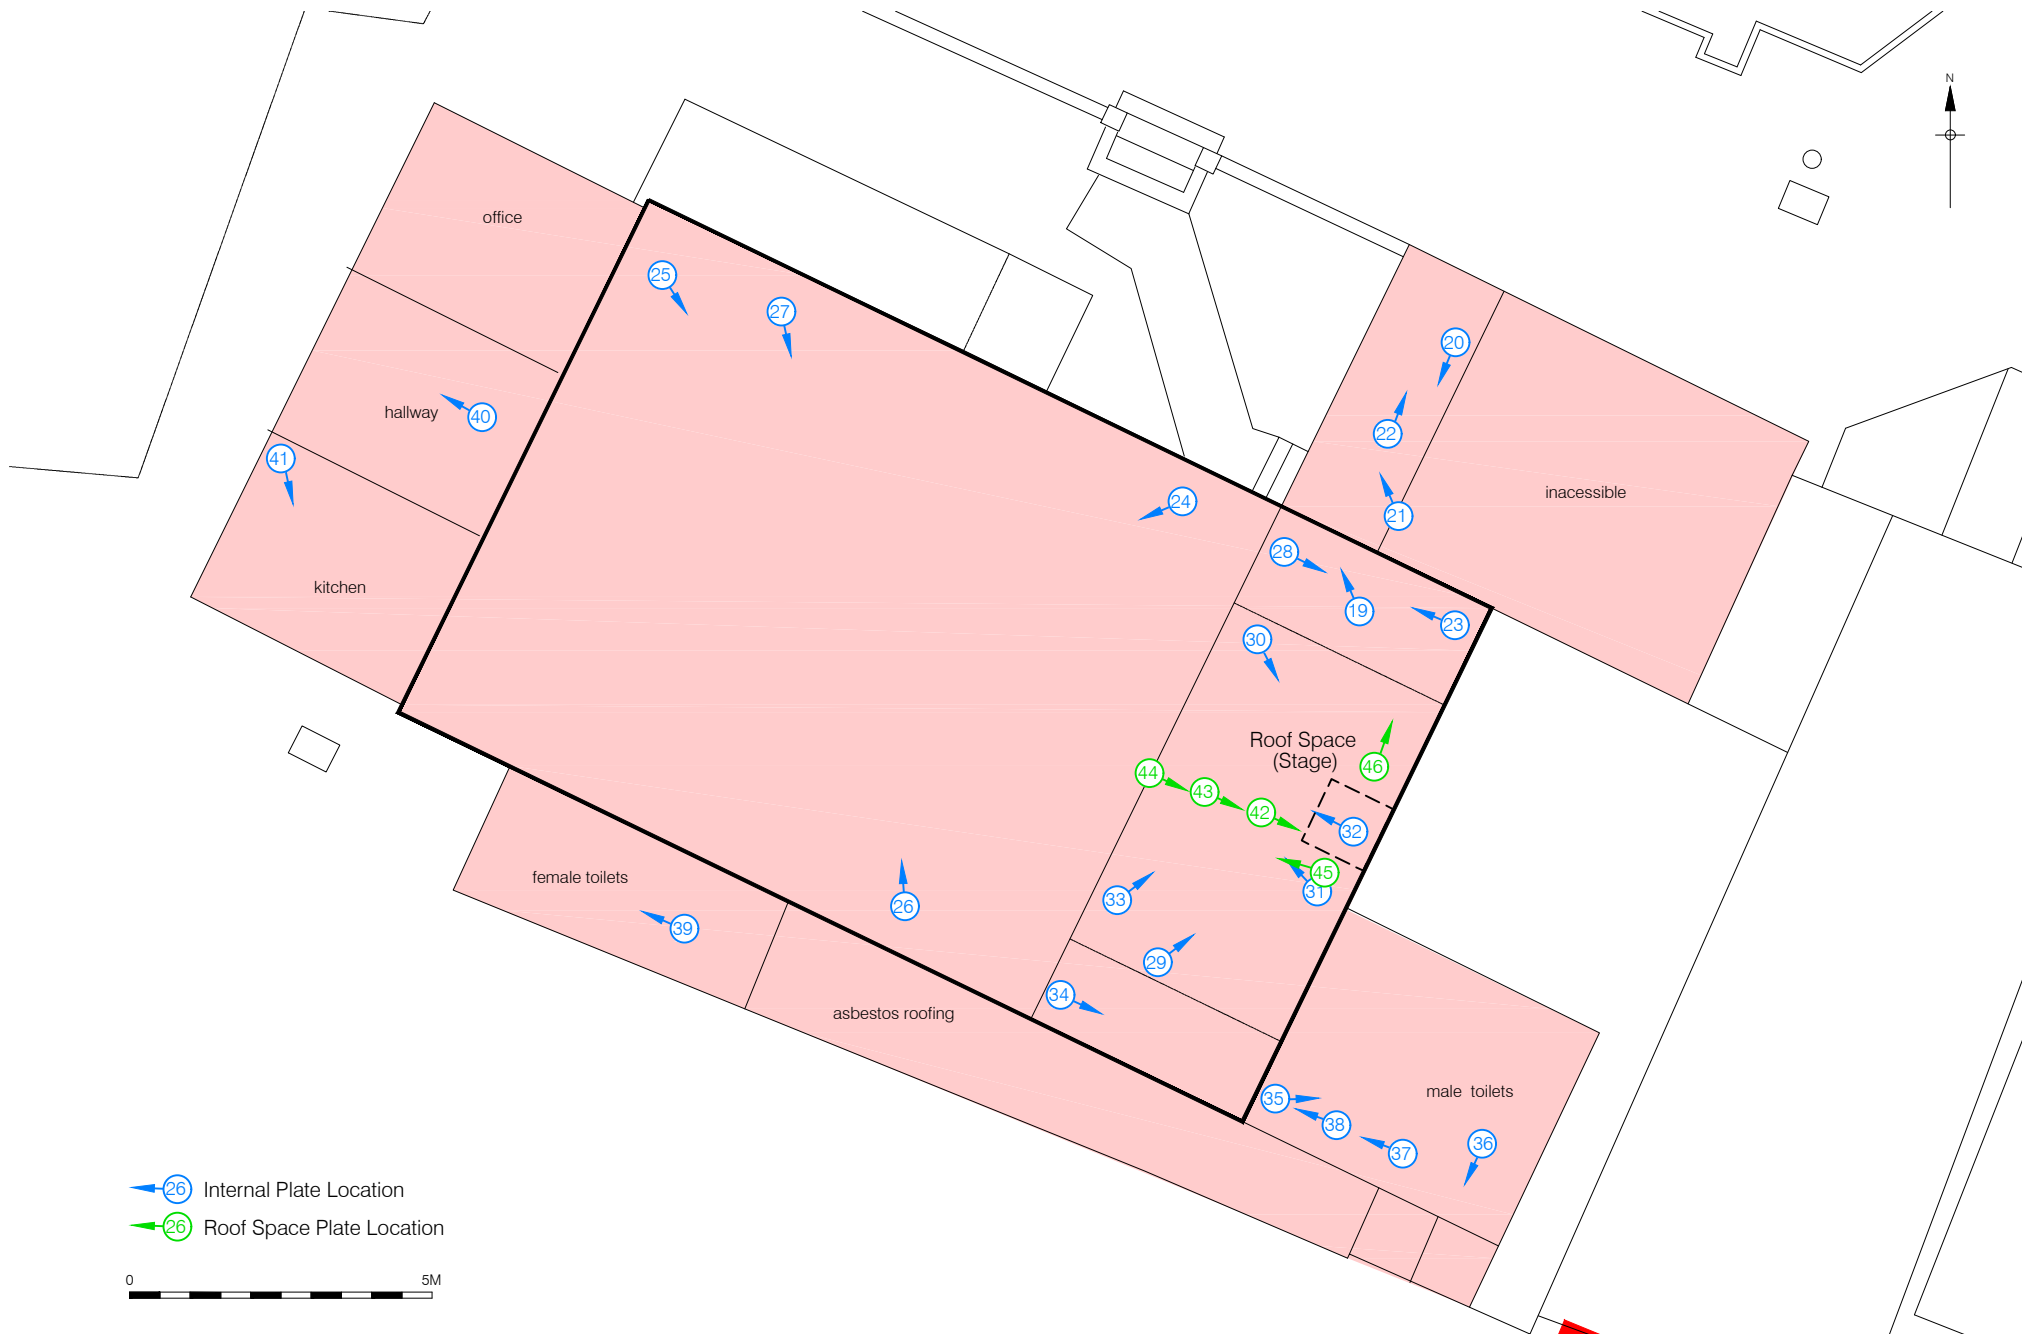 N
office
25
27
20
22
hallway
40
41
24
inacessible
21
28
19
23
kitchen
30
Roof Space
(Stage)
46
44
43
42
32
45
31
33
female toilets
26
39
29
34
asbestos roofing
male  toilets
35
38
37
36
26 Internal Plate Location
26 Roof Space Plate Location
0 5M